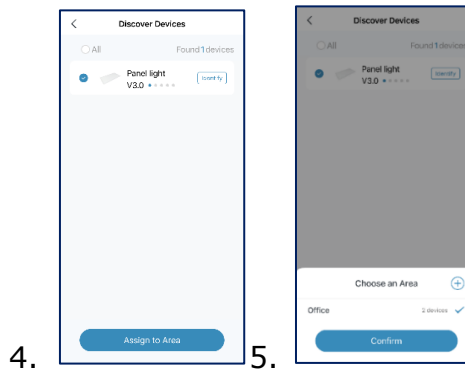 Discover Devices
All Found 1 devices
Panel light
V3.0
Identify
Assign to Area
4.
Discover Devices
All Found 1 devices
Panel light
V3.0
Identify
Choose an Area
Office 2 devices
Confirm
5.